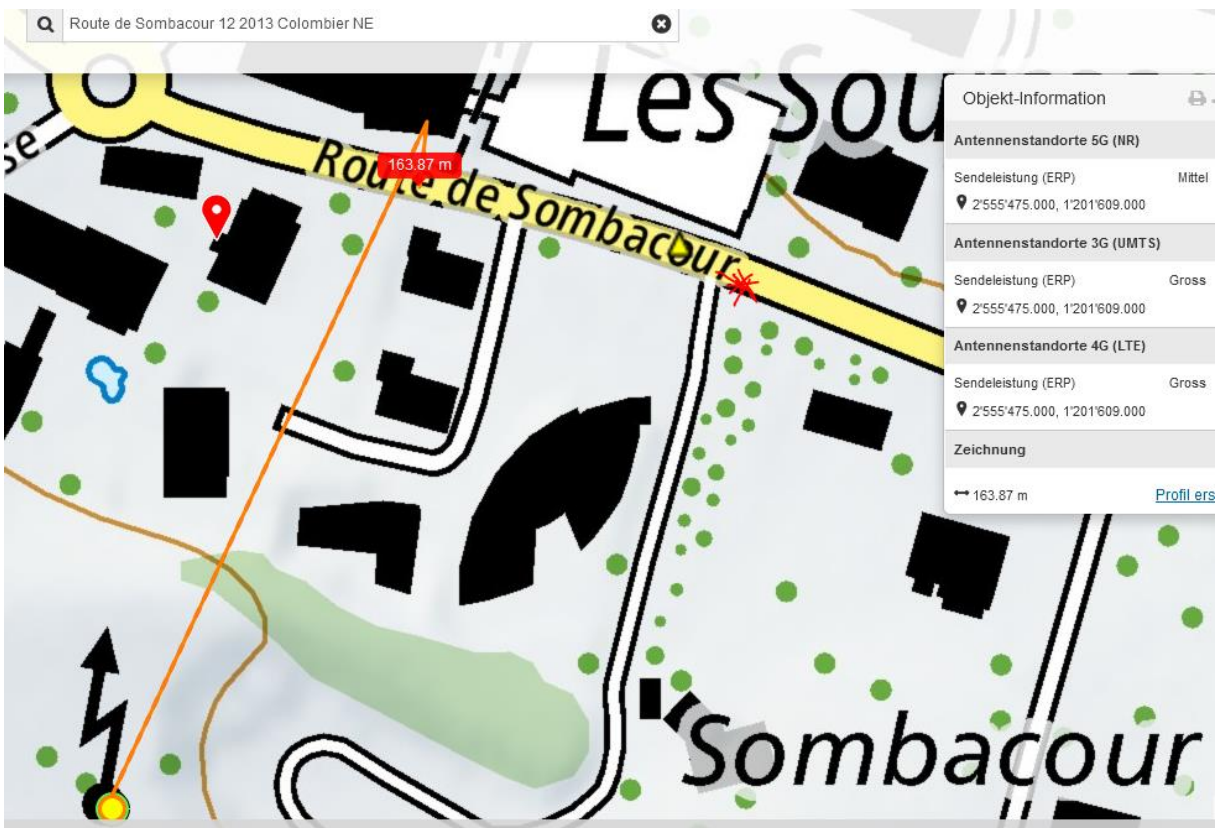 Route de Sombacour 12 2013 Colombier NE
Les Sou
Objekt-Information
Antennenstandorte 5G (NR)
Sendeleistung (ERP) Mittel
2'555'475.000, 1'201'609.000
Antennenstandorte 3G (UMTS)
Sendeleistung (ERP) Gross
2'555'475.000, 1'201'609.000
Antennenstandorte 4G (LTE)
Sendeleistung (ERP) Gross
2'555'475.000, 1'201'609.000
Zeichnung
163.87 m Profil ers
se
163.87 m
Route de Sombacour
Sombacour